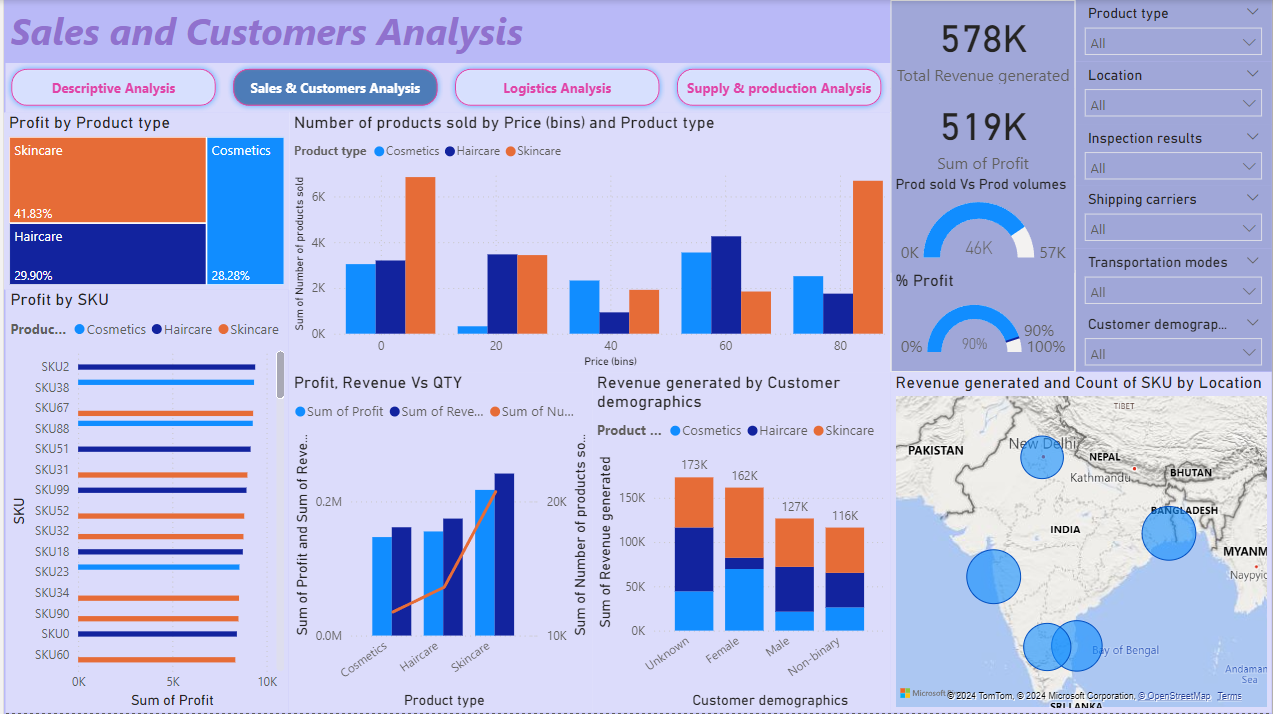 Sales and Customers Analysis
Descriptive Analysis
Sales & Customers Analysis
Logistics Analysis
Supply & production Analysis
578K
Total Revenue generated
519K
Sum of Profit
Prod sold Vs Prod volumes
0K
46K
57K
% Profit
0%
90%
90%
100%
Product type
All
Location
All
Inspection results
All
Shipping carriers
All
Transportation modes
All
Customer demograp...
All
Profit by Product type
Skincare
41.83%
Haircare
29.90%
Cosmetics
28.28%
Number of products sold by Price (bins) and Product type
Product type Cosmetics Haircare Skincare
Sum of Number of products sold
6K
4K
2K
0K
0 20 40 60 80
Price (bins)
Profit by SKU
Produc... Cosmetics Haircare Skincare
SKU
SKU2
SKU38
SKU67
SKU88
SKU51
SKU31
SKU99
SKU52
SKU32
SKU18
SKU23
SKU34
SKU90
SKU0
SKU60
0K 5K 10K
Sum of Profit
Profit, Revenue Vs QTY
Sum of Profit Sum of Reve... Sum of Nu...
Sum of Profit and Sum of Reve...
0.2M
0.0M
20K
10K
Sum of Number of products so...
Cosmetics Haircare Skincare
Product type
Revenue generated by Customer
demographics
Product ... Cosmetics Haircare Skincare
Sum of Revenue generated
150K
100K
50K
0K
173K
162K
127K
116K
Unknown Female Male Non-binary
Customer demographics
Revenue generated and Count of SKU by Location
TIBET
PAKISTAN
New Delhi
NEPAL
Kathmandu
BHUTAN
BANGLADESH
INDIA
MYANM
Naypyic
Bay of Bengal
Andaman
Sea
SRI LANKA
Microsoft
© 2024 TomTom, © 2024 Microsoft Corporation, © OpenStreetMap Terms